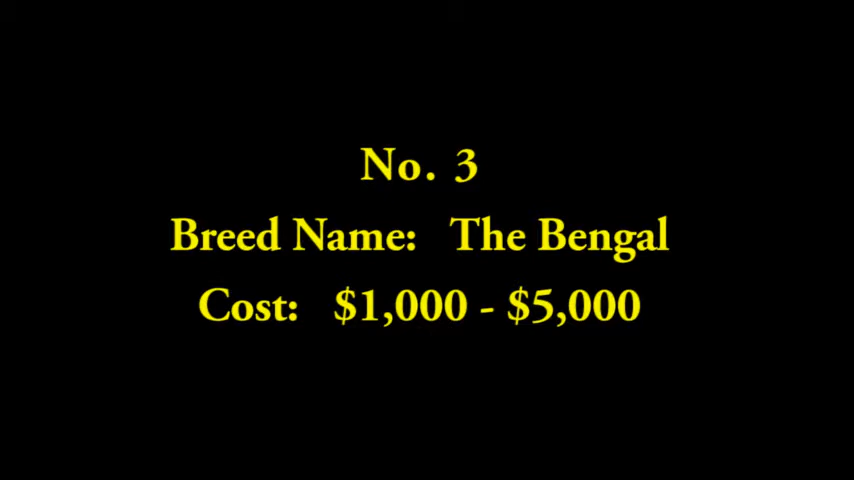 No. 3
Breed Name: The Bengal
Cost: $1,000 - $5,000